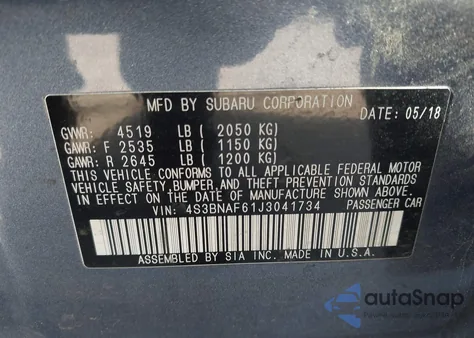 MFD BY SUBARU CORPORATION
DATE: 05/18
GVWR: 4519 LB ( 2050 KG)
GAWR: F 2535 LB ( 1150 KG)
GAWR: R 2645 LB ( 1200 KG)
THIS VEHICLE CONFORMS TO ALL APPLICABLE FEDERAL MOTOR
VEHICLE SAFETY, BUMPER, AND THEFT PREVENTION STANDARDS
IN EFFECT ON THE DATE OF MANUFACTURE SHOWN ABOVE.
VIN: 4S3BNAF61J3041734 PASSENGER CAR
ASSEMBLED BY SIA INC. MADE IN U.S.A.
autoSnap